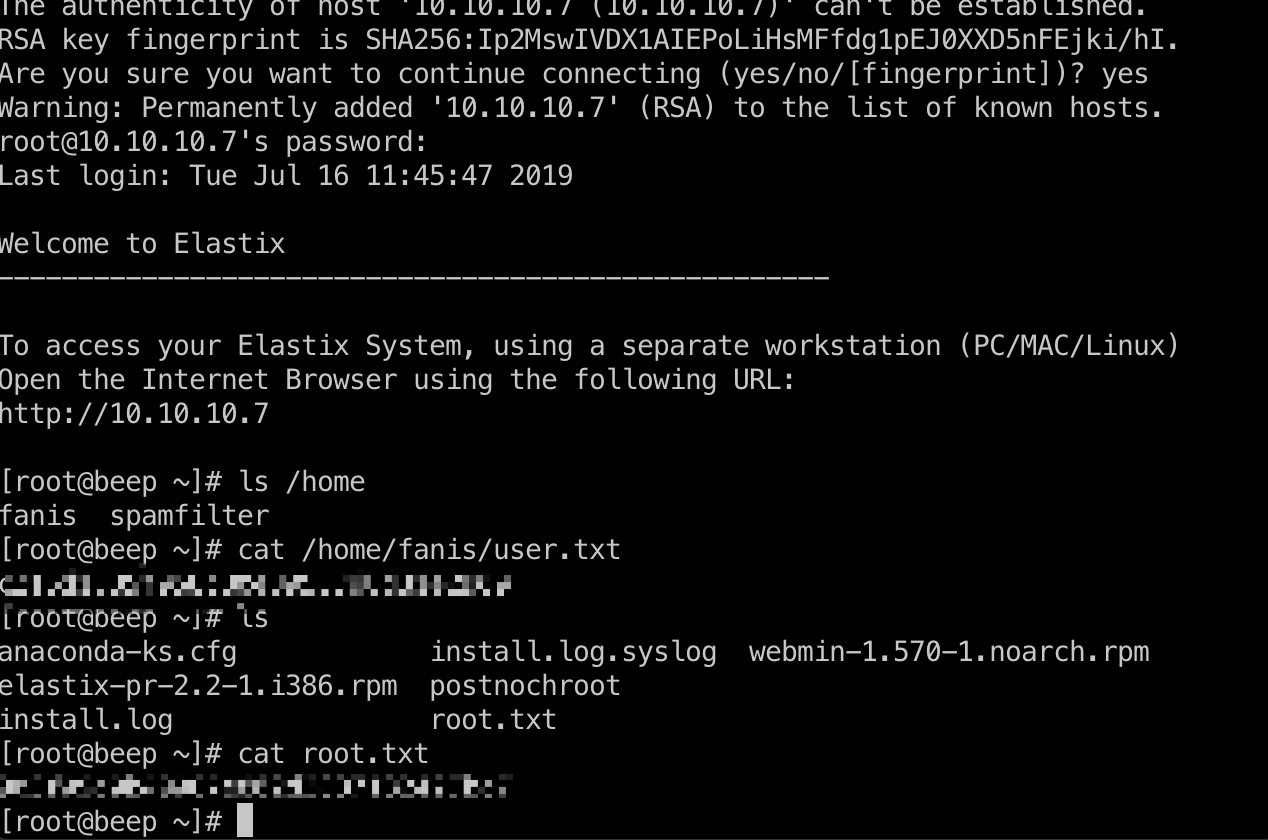 The authenticity of host '10.10.10.7 (10.10.10.7)' can't be established.
RSA key fingerprint is SHA256:Ip2MswIVDX1AIEPoLiHsMFfdg1pEJ0XXD5nFEjki/hI.
Are you sure you want to continue connecting (yes/no/[fingerprint])? yes
Warning: Permanently added '10.10.10.7' (RSA) to the list of known hosts.
root@10.10.10.7's password:
Last login: Tue Jul 16 11:45:47 2019
Welcome to Elastix
----------------------------------------------------
To access your Elastix System, using a separate workstation (PC/MAC/Linux)
Open the Internet Browser using the following URL:
http://10.10.10.7
[root@beep ~]# ls /home
fanis  spamfilter
[root@beep ~]# cat /home/fanis/user.txt
[root@beep ~]# ls
anaconda-ks.cfg            install.log.syslog  webmin-1.570-1.noarch.rpm
elastix-pr-2.2-1.i386.rpm  postnochroot
install.log                root.txt
[root@beep ~]# cat root.txt
[root@beep ~]#